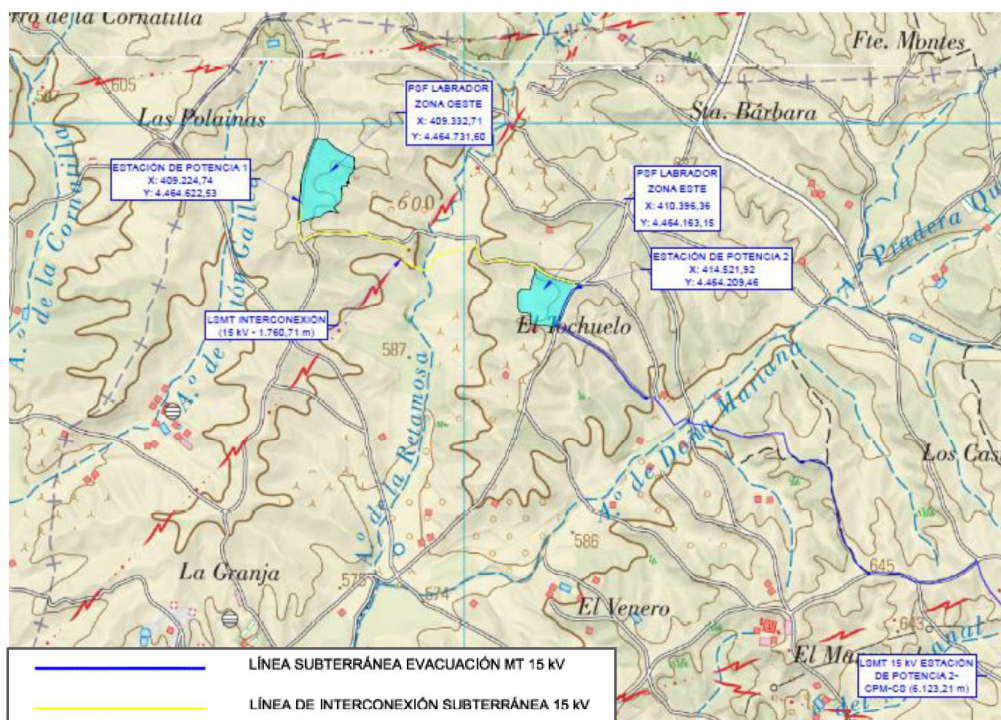 rro de la Cornatilla
605
Las Polainas
Fte. Montes
Sta. Bárbara
PSF LABRADOR
ZONA OESTE
X: 409.332,71
Y: 4.464.731,60
ESTACIÓN DE POTENCIA 1
X: 409.224,74
Y: 4.464.622,53
600
PSF LABRADOR
ZONA ESTE
X: 410.396,36
Y: 4.464.163,15
ESTACIÓN DE POTENCIA 2
X: 414.521,92
Y: 4.464.209,46
LSMT INTERCONEXIÓN
(15 kV - 1.760,71 m)
El Tochuelo
587
A.º de la Cornatilla
A.º de
A.º de la Retamosa
A.º de Doña Mariana
A.º Pradera
Los Cas
586
645
La Granja
575
574
El Venero
643
El Ma
LSMT 15 kV ESTACIÓN
DE POTENCIA 2-
CPM-CS (6.123,21 m)
LÍNEA SUBTERRÁNEA EVACUACIÓN MT 15 kV
LÍNEA DE INTERCONEXIÓN SUBTERRÁNEA 15 kV